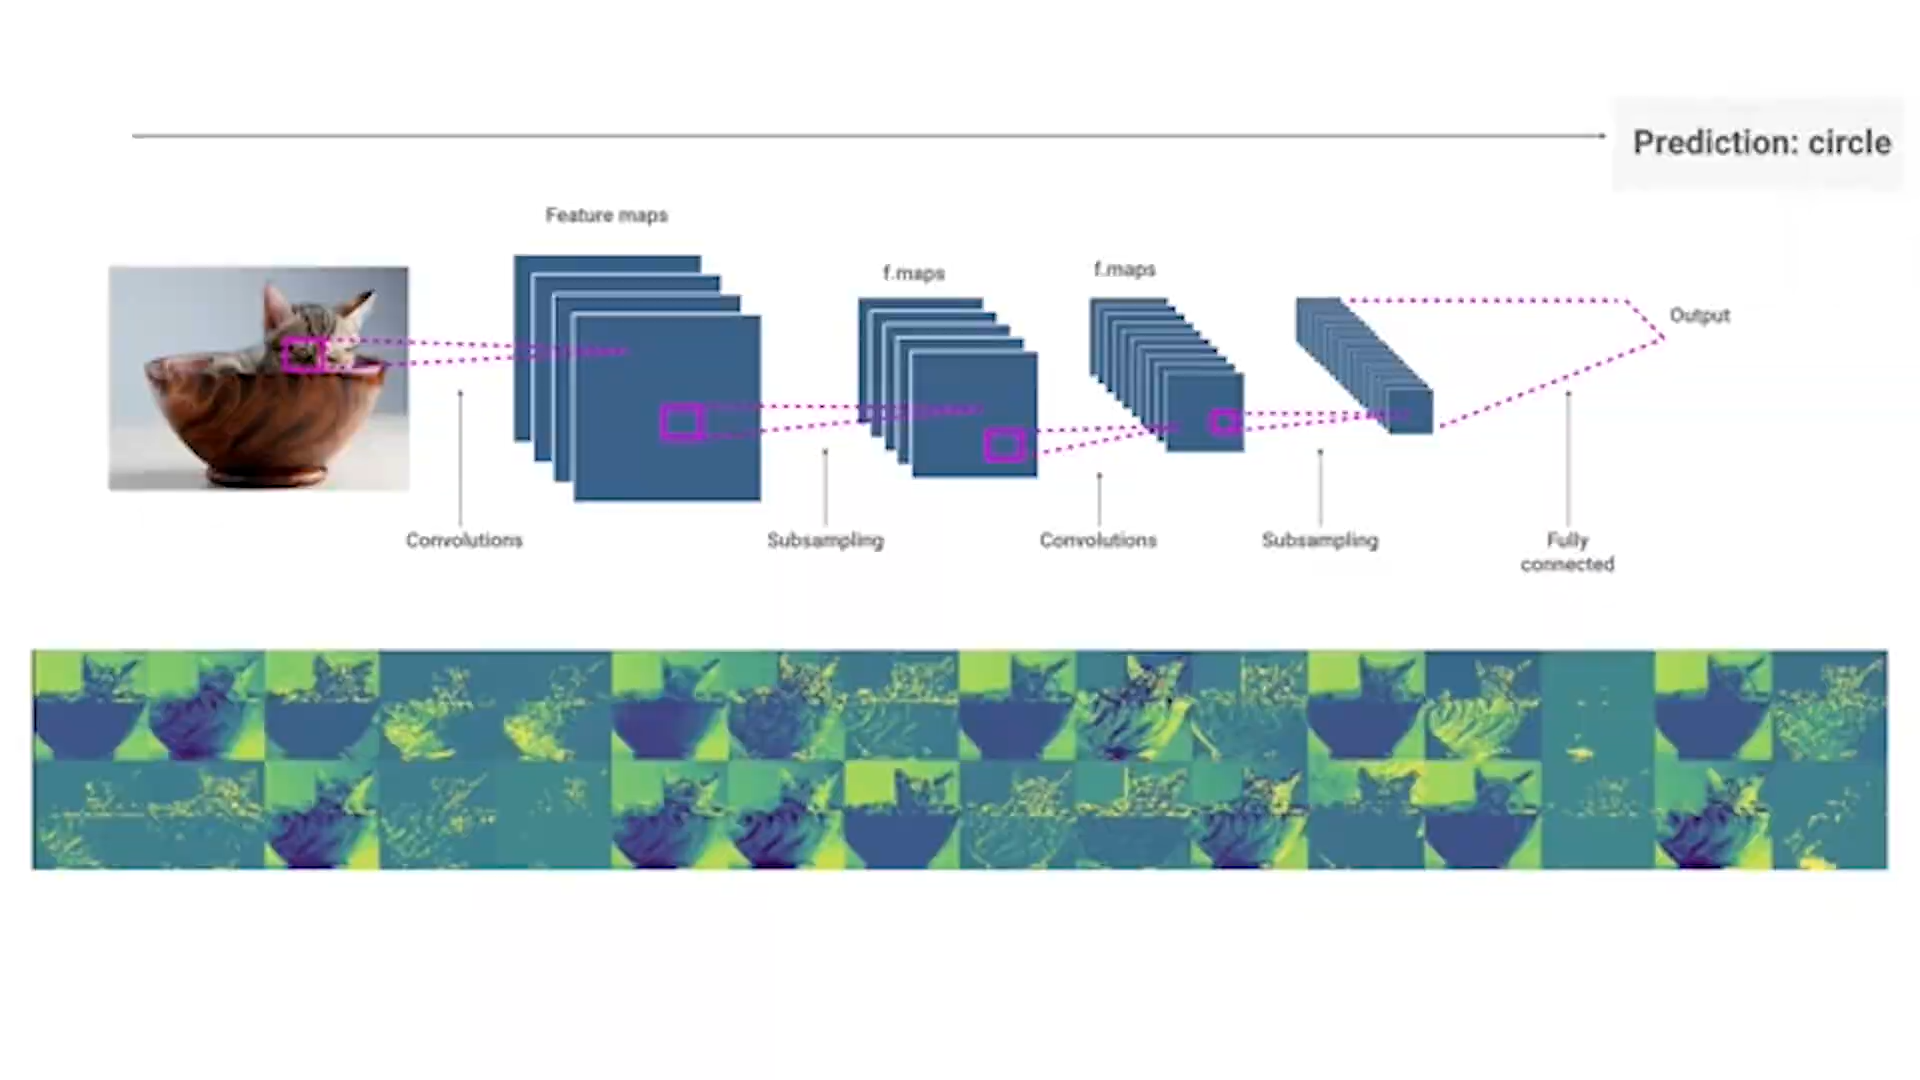 Prediction: circle
Feature maps
f.maps
f.maps
Output
Convolutions
Subsampling
Convolutions
Subsampling
Fully
connected